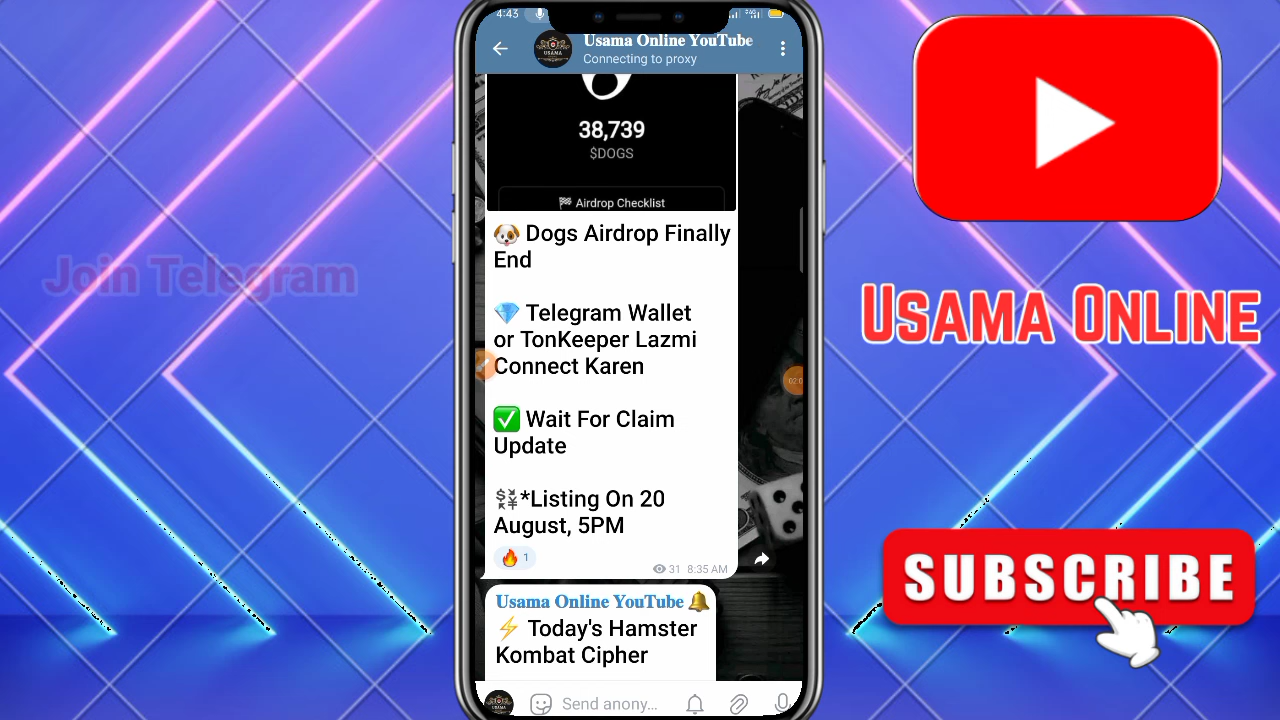 4:43
Usama Online YouTube
Connecting to proxy
38,739
$DOGS
Airdrop Checklist
🐶 Dogs Airdrop Finally
End
💎 Telegram Wallet
or TonKeeper Lazmi
Connect Karen
✅ Wait For Claim
Update
💱*Listing On 20
August, 5PM
🔥 1
31 8:35 AM
Usama Online YouTube 🔔
⚡ Today's Hamster
Kombat Cipher
Send anony...
Join Telegram
USAMA ONLINE
SUBSCRIBE